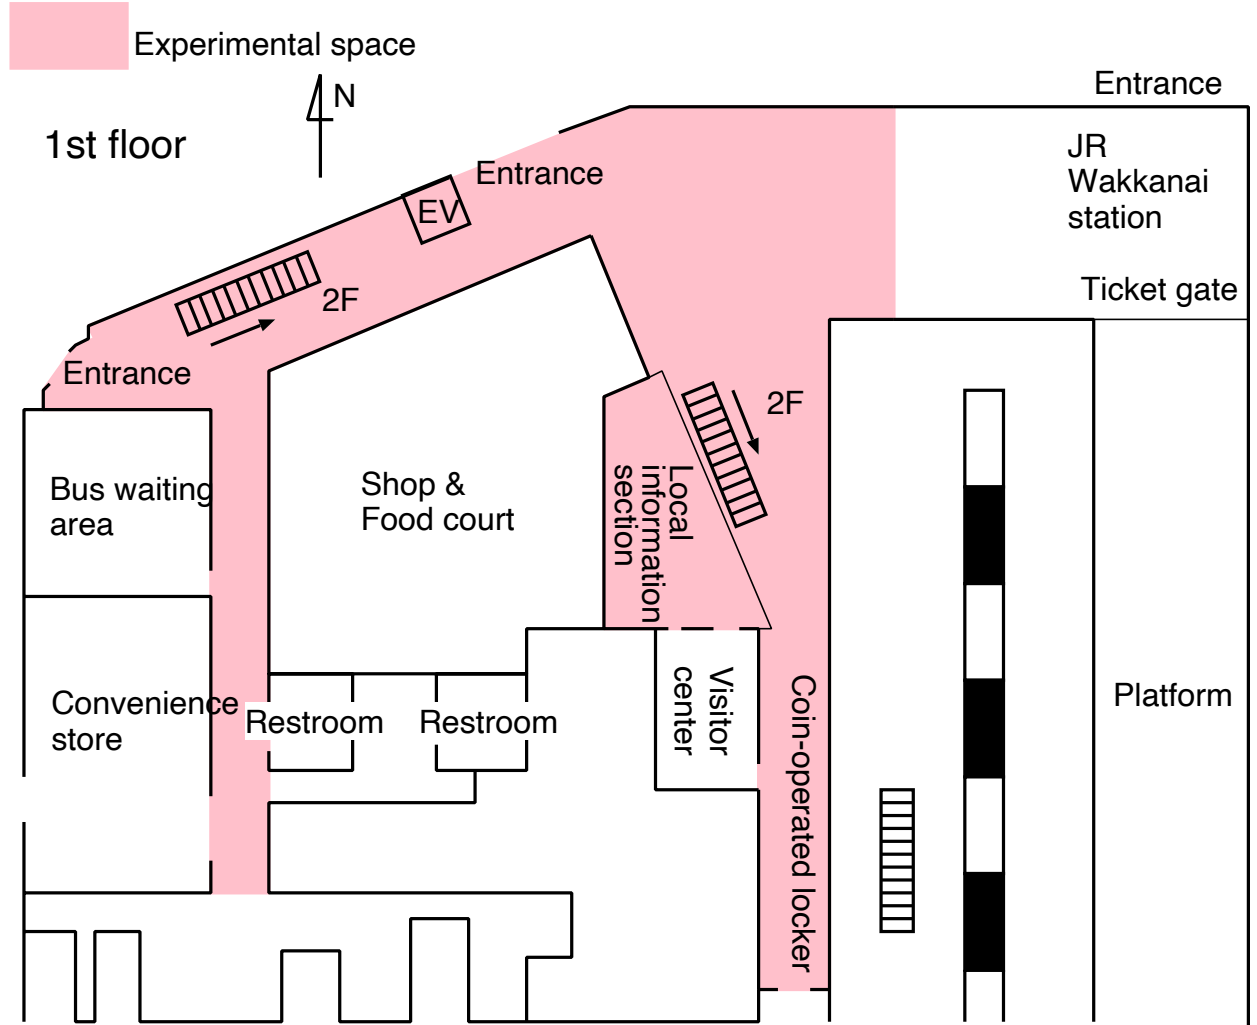 Experimental space
N
Entrance
1st floor
JR
Wakkanai
station
Entrance
EV
Ticket gate
2F
Entrance
2F
Bus waiting
area
Shop &
Food court
Local
information
section
Convenience
store
Restroom
Restroom
Visitor
center
Coin-operated locker
Platform